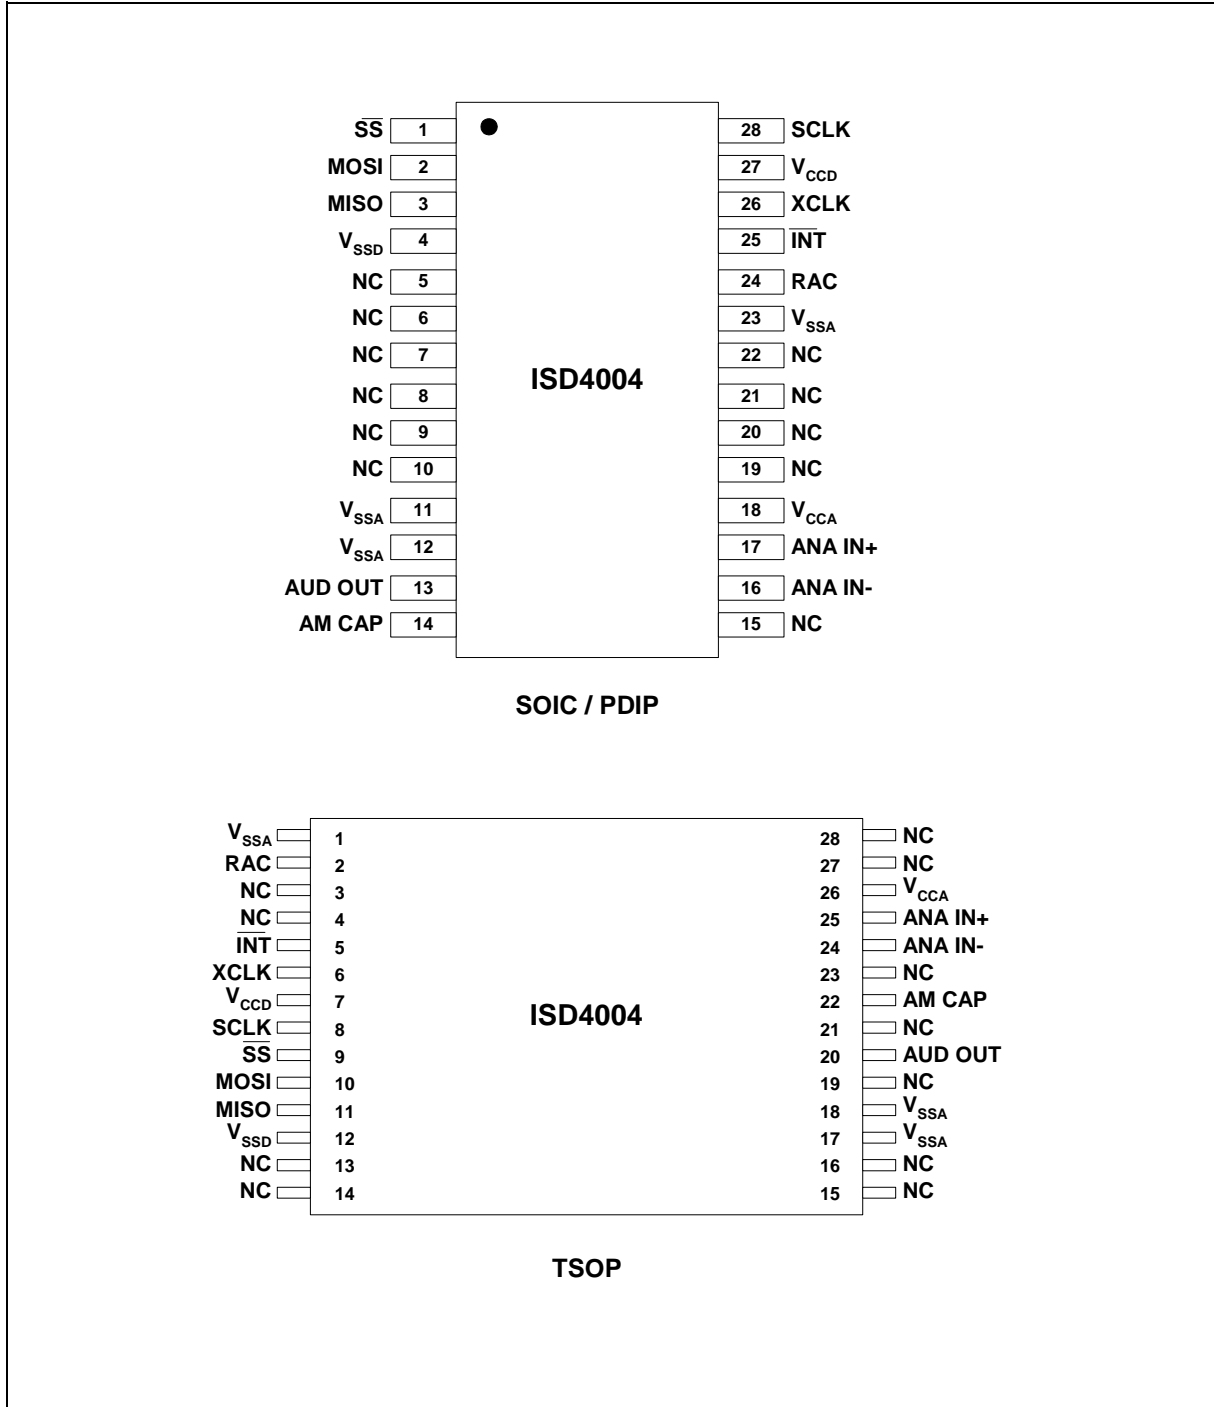 S̅S̅ 1 28 SCLK
MOSI 2 27 VCCD
MISO 3 26 XCLK
VSSD 4 25 I̅N̅T̅
NC 5 24 RAC
NC 6 23 VSSA
NC 7 22 NC
ISD4004
NC 8 21 NC
NC 9 20 NC
NC 10 19 NC
VSSA 11 18 VCCA
VSSA 12 17 ANA IN+
AUD OUT 13 16 ANA IN-
AM CAP 14 15 NC
SOIC / PDIP
VSSA 1 28 NC
RAC 2 27 NC
NC 3 26 VCCA
NC 4 25 ANA IN+
I̅N̅T̅ 5 24 ANA IN-
XCLK 6 23 NC
VCCD 7 22 AM CAP
ISD4004
SCLK 8 21 NC
S̅S̅ 9 20 AUD OUT
MOSI 10 19 NC
MISO 11 18 VSSA
VSSD 12 17 VSSA
NC 13 16 NC
NC 14 15 NC
TSOP